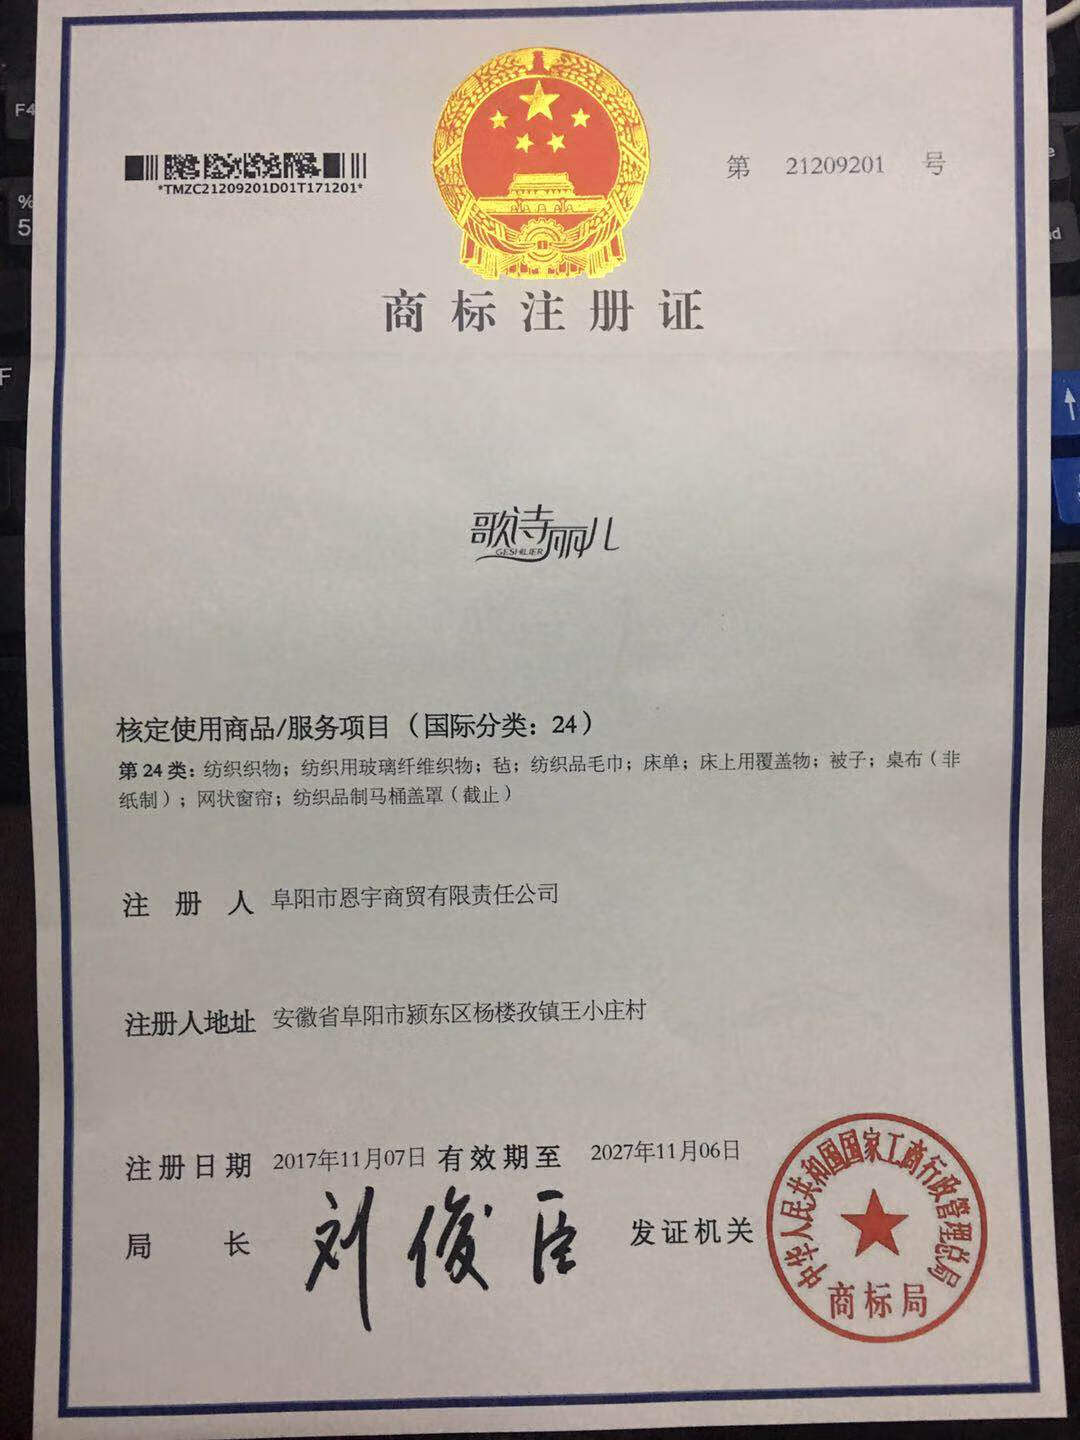 *TMZC21209201D01T171201*
第 21209201 号
商标注册证
歌诗丽儿
GESHILIER
核定使用商品/服务项目（国际分类：24）
第 24 类：纺织织物；纺织用玻璃纤维织物；毡；纺织品毛巾；床单；床上用覆盖物；被子；桌布（非
纸制）；网状窗帘；纺织品制马桶盖罩（截止）
注 册 人 阜阳市恩宇商贸有限责任公司
注册人地址 安徽省阜阳市颍东区杨楼孜镇王小庄村
注册日期 2017年11月07日 有效期至 2027年11月06日
局 长 刘俊臣 发证机关
中华人民共和国国家工商行政管理总局
商标局
F4
%
5
F
e